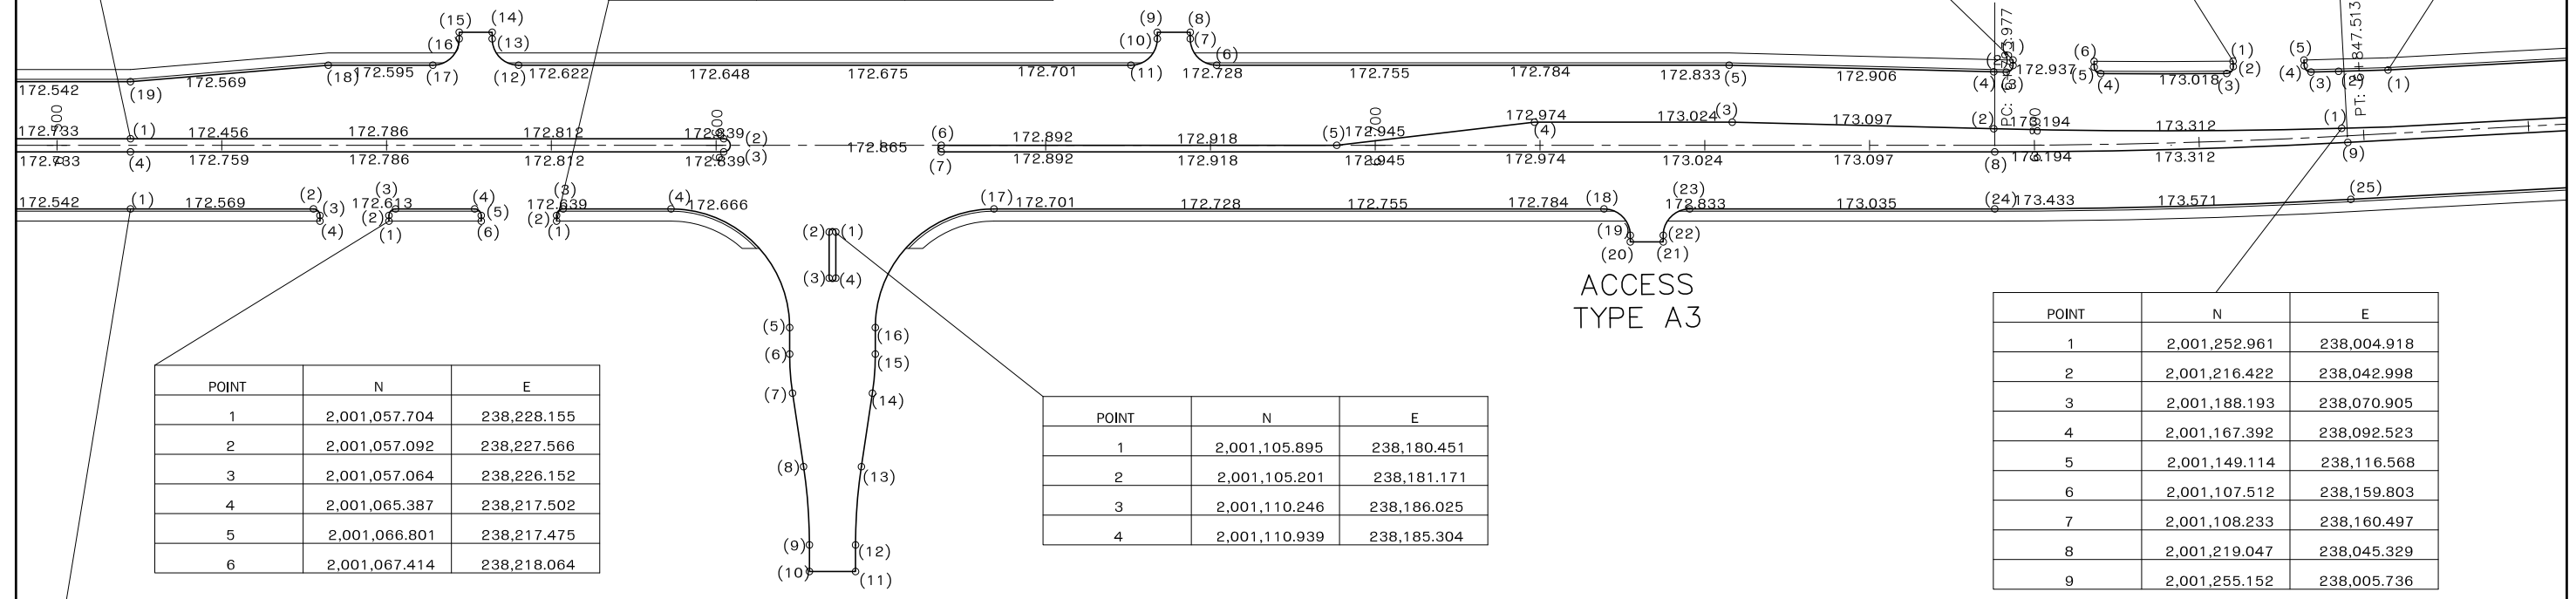 (15) (14) (9) (8)
(16) (13) (10) (7) (6) (1) (6) (1) (5)
(18) 172.595 (17) (12) 172.622 172.648 172.675 172.701 (11) 172.728 172.755 172.784 172.833 (5) 172.906 (4) (3) 172.937 (5) (4) 173.018 (3) (2) (4) (3) (2) (1)
172.542 (19) 172.569
PT: 6+847.513
172.733 (1) 172.456 172.786 172.812 172.839 (2) (6) 172.892 172.918 (5) 172.945 172.974 (4) 173.024 (3) 173.097 (2) 173.194 173.312 (1)
172.733 (4) 172.759 172.786 172.812 172.839 (3) 172.865 (7) 172.892 172.918 172.945 172.974 173.024 173.097 (8) 173.194 173.312 (9)
172.542 (1) 172.569 (2) (3) (4) (3) 172.613 (2) (1) (4) (5) (6) (3) 172.639 (2) (1) (4) 172.666 (17) 172.701 172.728 172.755 172.784 (18) (23) 172.833 173.035 (24) 173.433 173.571 (25)
(2) (1) (19) (22)
(20) (21)
(3) (4)
ACCESS
TYPE A3
(5) (16)
(6) (15)
(7) (14)
(8) (13)
(9) (12)
(10) (11)
POINT N E
1 2,001,057.704 238,228.155
2 2,001,057.092 238,227.566
3 2,001,057.064 238,226.152
4 2,001,065.387 238,217.502
5 2,001,066.801 238,217.475
6 2,001,067.414 238,218.064
POINT N E
1 2,001,105.895 238,180.451
2 2,001,105.201 238,181.171
3 2,001,110.246 238,186.025
4 2,001,110.939 238,185.304
POINT N E
1 2,001,252.961 238,004.918
2 2,001,216.422 238,042.998
3 2,001,188.193 238,070.905
4 2,001,167.392 238,092.523
5 2,001,149.114 238,116.568
6 2,001,107.512 238,159.803
7 2,001,108.233 238,160.497
8 2,001,219.047 238,045.329
9 2,001,255.152 238,005.736